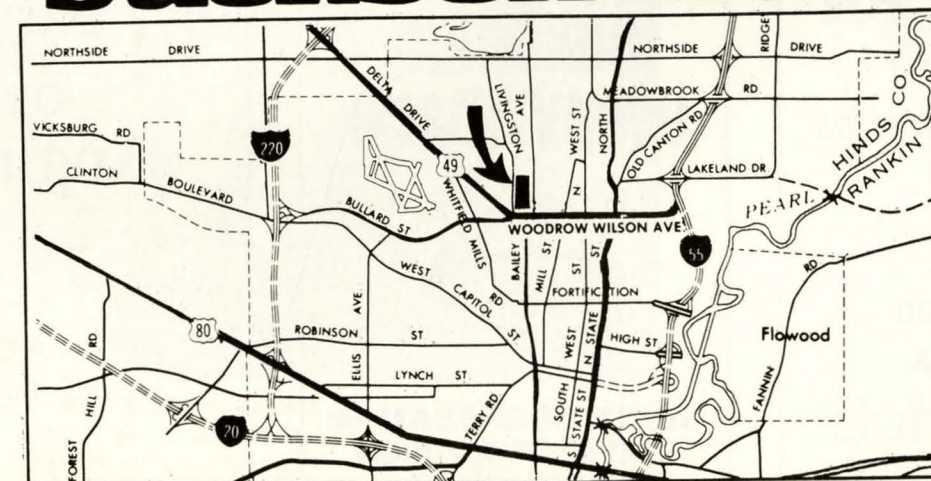 NORTHSIDE DRIVE
NORTHSIDE DRIVE
RIDGE
DELTA DRIVE
LIVINGSTON AVE
N WEST ST
NORTH
MEADOWBROOK RD.
OLD CANTON RD
HINDS CO
RANKIN
VICKSBURG RD
220
49
CLINTON BOULEVARD
LAKELAND DR.
BULLARD ST
WHITFIELD MILLS RD
PEARL
WOODROW WILSON AVE.
55
BAILEY
MILL ST
WEST ST
N STATE ST
WEST CAPITOL ST
FORTIFICATION
RD
80
ROBINSON ST
ELLIS AVE
HIGH ST
Flowood
LYNCH ST
TERRY RD
SOUTH
S STATE ST
FANNIN
20
FOREST HILL RD